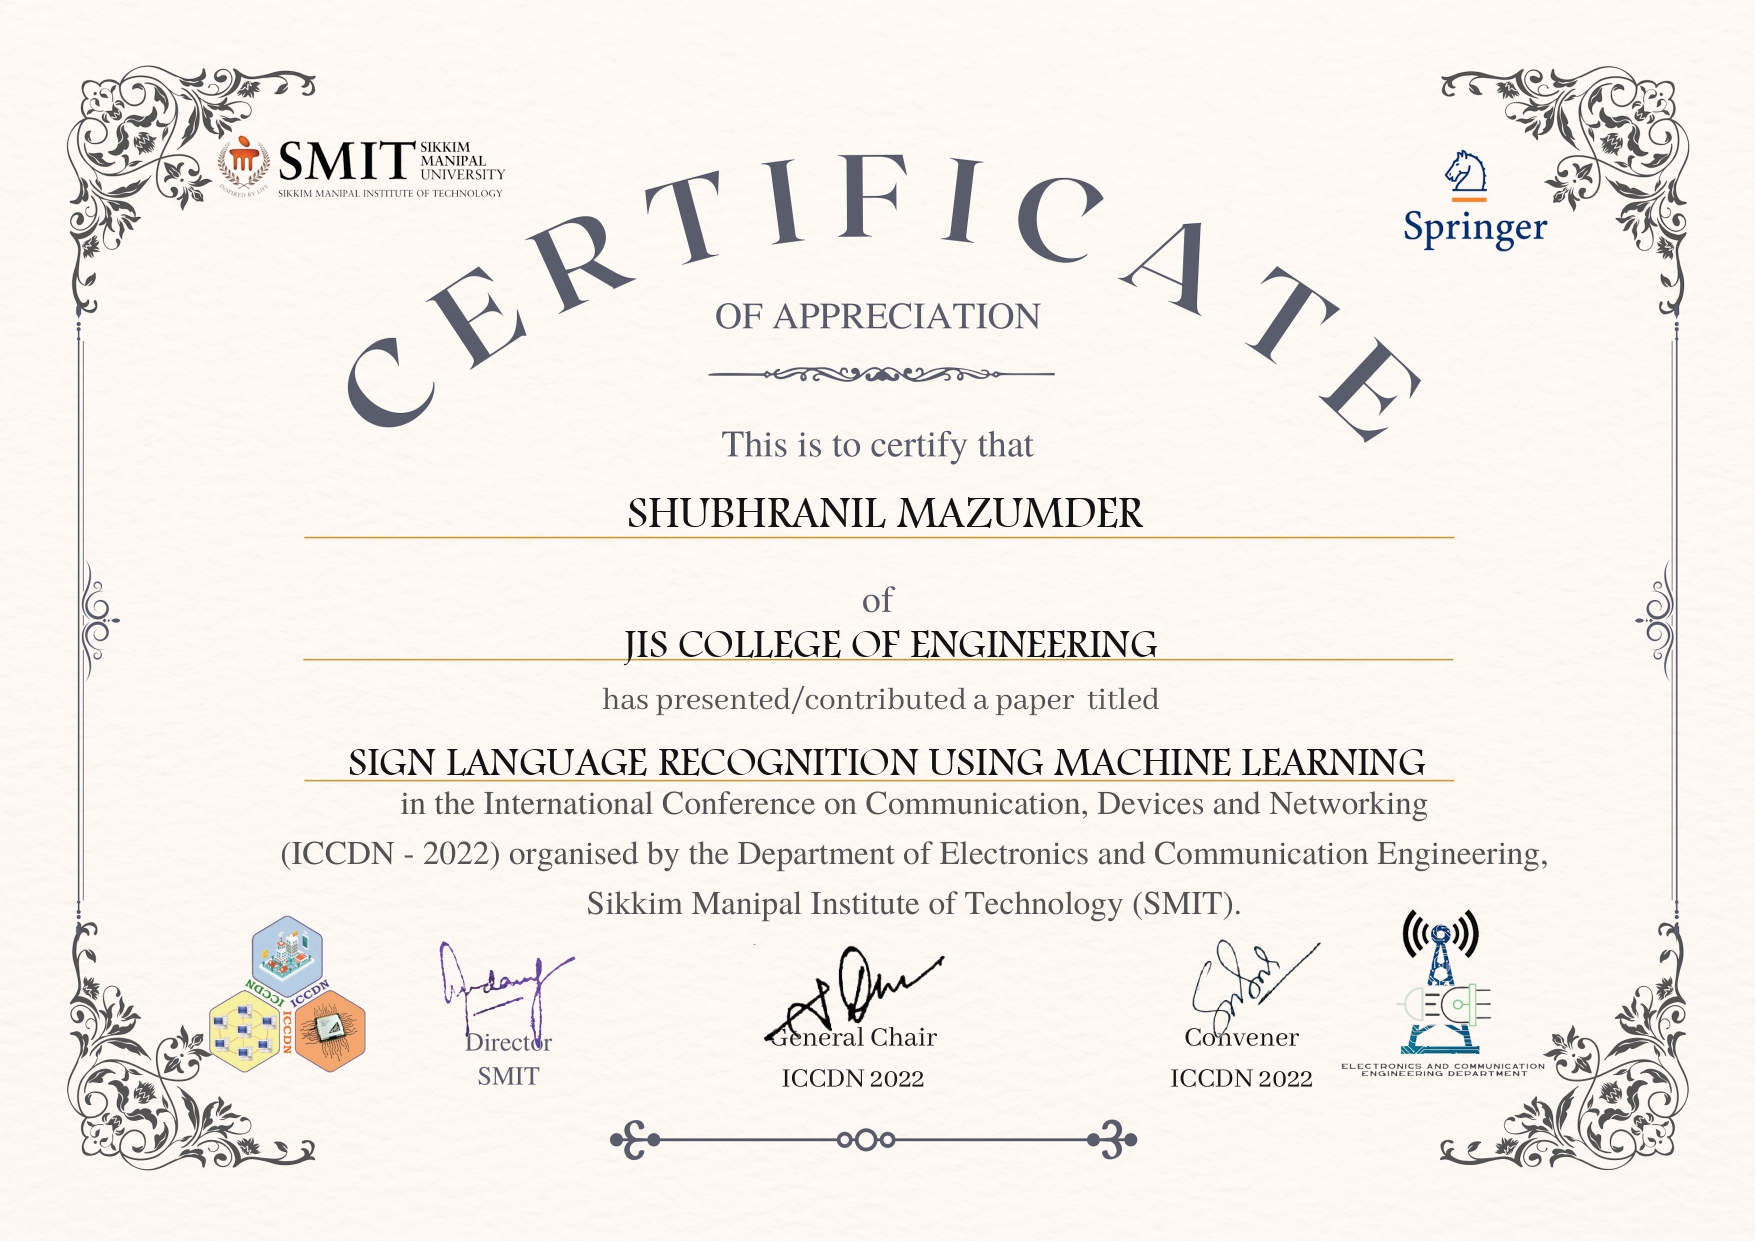 SMIT SIKKIM MANIPAL UNIVERSITY
SIKKIM MANIPAL INSTITUTE OF TECHNOLOGY
INSPIRED BY LIFE
Springer
CERTIFICATE
OF APPRECIATION
This is to certify that
SHUBHRANIL MAZUMDER
of
JIS COLLEGE OF ENGINEERING
has presented/contributed a paper titled
SIGN LANGUAGE RECOGNITION USING MACHINE LEARNING
in the International Conference on Communication, Devices and Networking
(ICCDN - 2022) organised by the Department of Electronics and Communication Engineering,
Sikkim Manipal Institute of Technology (SMIT).
ICCDN ICCDN
ICCDN
Director
SMIT
General Chair
ICCDN 2022
Convener
ICCDN 2022
ELECTRONICS AND COMMUNICATION
ENGINEERING DEPARTMENT